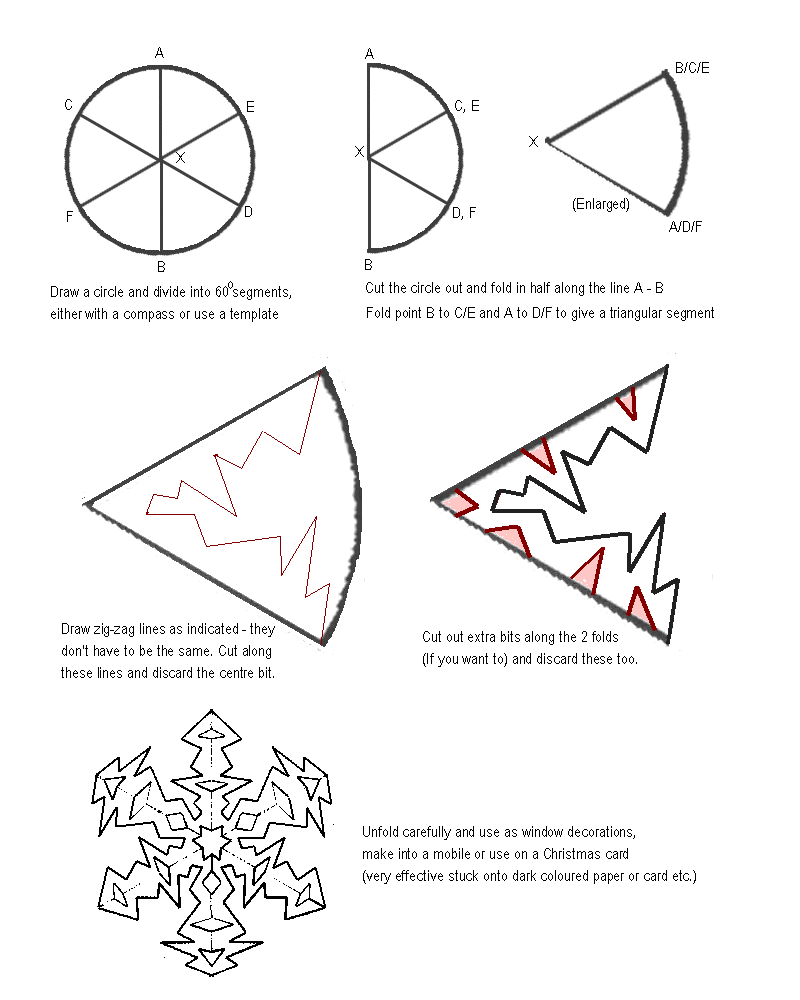 A
C
E
X
F
D
B
A
C, E
X
D, F
B
B/C/E
X
(Enlarged)
A/D/F
Draw a circle and divide into 60°segments,
either with a compass or use a template
Cut the circle out and fold in half along the line A - B
Fold point B to C/E and A to D/F to give a triangular segment
Draw zig-zag lines as indicated - they
don't have to be the same. Cut along
these lines and discard the centre bit.
Cut out extra bits along the 2 folds
(If you want to) and discard these too.
Unfold carefully and use as window decorations,
make into a mobile or use on a Christmas card
(very effective stuck onto dark coloured paper or card etc.)